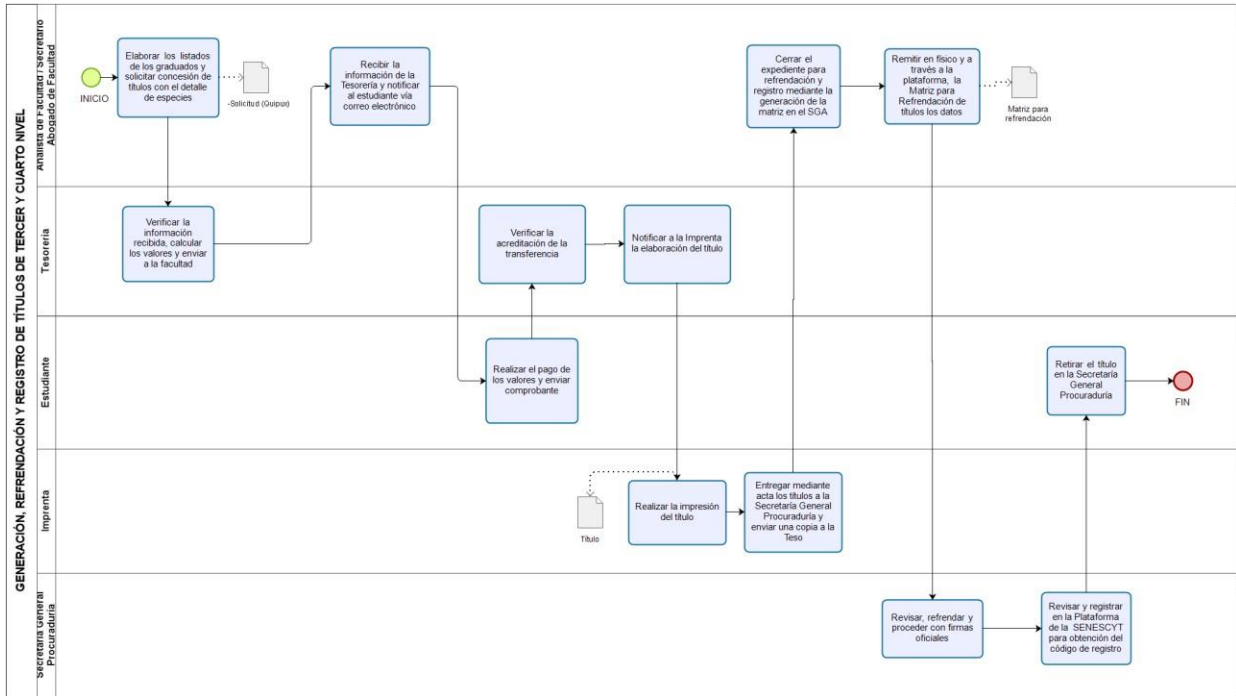 GENERACIÓN, REFRENDACIÓN Y REGISTRO DE TÍTULOS DE TERCER Y CUARTO NIVEL
Analista de Facultad /Secretario
Abogado de Facultad
INICIO
Elaborar los listados
de los graduados y
solicitar concesión de
títulos con el detalle
de especies
-Solicitud (Quipux)
Recibir la
información de la
Tesorería y notificar
al estudiante vía
correo electrónico
Cerrar el
expediente para
refrendación y
registro mediante la
generación de la
matriz en el SGA
Remitir en físico y a
través a la
plataforma, la
Matriz para
Refrendación de
títulos los datos
Matriz para
refrendación
Tesorería
Verificar la
información
recibida, calcular
los valores y enviar
a la facultad
Verificar la
acreditación de la
transferencia
Notificar a la Imprenta
la elaboración del título
Estudiante
Realizar el pago de
los valores y enviar
comprobante
Retirar el título
en la Secretaría
General
Procuraduría
FIN
Imprenta
Título
Realizar la impresión
del título
Entregar mediante
acta los títulos a la
Secretaría General
Procuraduría y
enviar una copia a la
Teso
Secretaría General
Procuraduría
Revisar, refrendar y
proceder con firmas
oficiales
Revisar y registrar
en la Plataforma
de la SENESCYT
para obtención del
código de registro